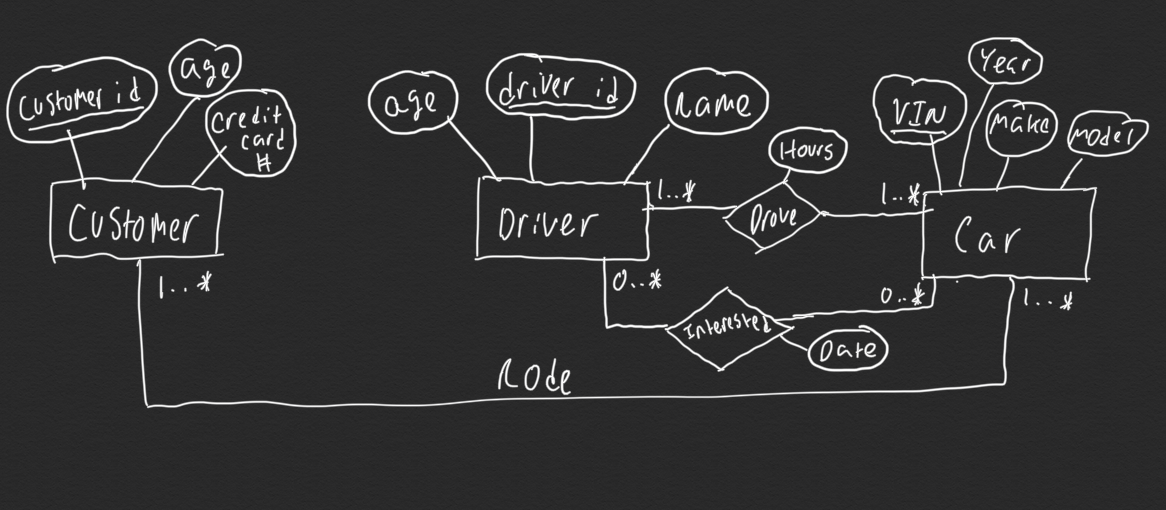 customer id
age
credit
card
#
age
driver id
name
Hours
VIN
Year
Make
Model
Customer
1..*
Driver
1..*
Drove
1..*
Car
0..*
Interested
0..*
1..*
Date
Rode